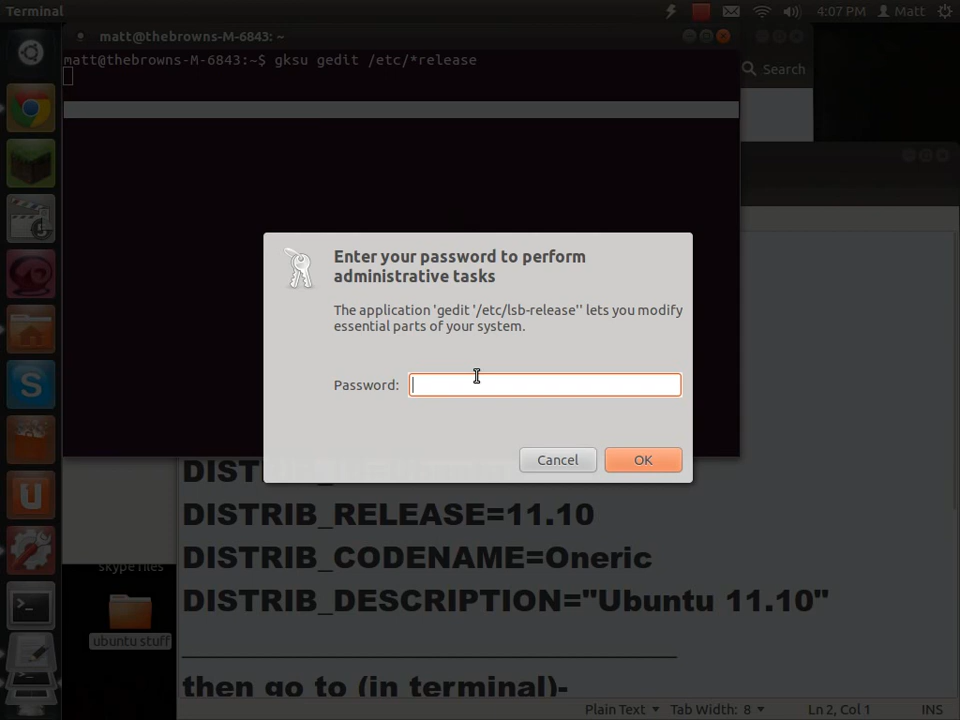 Terminal
4:07 PM
Matt
matt@thebrowns-M-6843: ~
matt@thebrowns-M-6843:~$ gksu gedit /etc/*release
Search
Enter your password to perform
administrative tasks
The application 'gedit '/etc/lsb-release'' lets you modify
essential parts of your system.
Password:
Cancel
OK
DISTRIB_RELEASE=11.10
DISTRIB_CODENAME=Oneric
DISTRIB_DESCRIPTION="Ubuntu 11.10"
then go to (in terminal)-
skype files
ubuntu stuff
Plain Text
Tab Width: 8
Ln 2, Col 1
INS